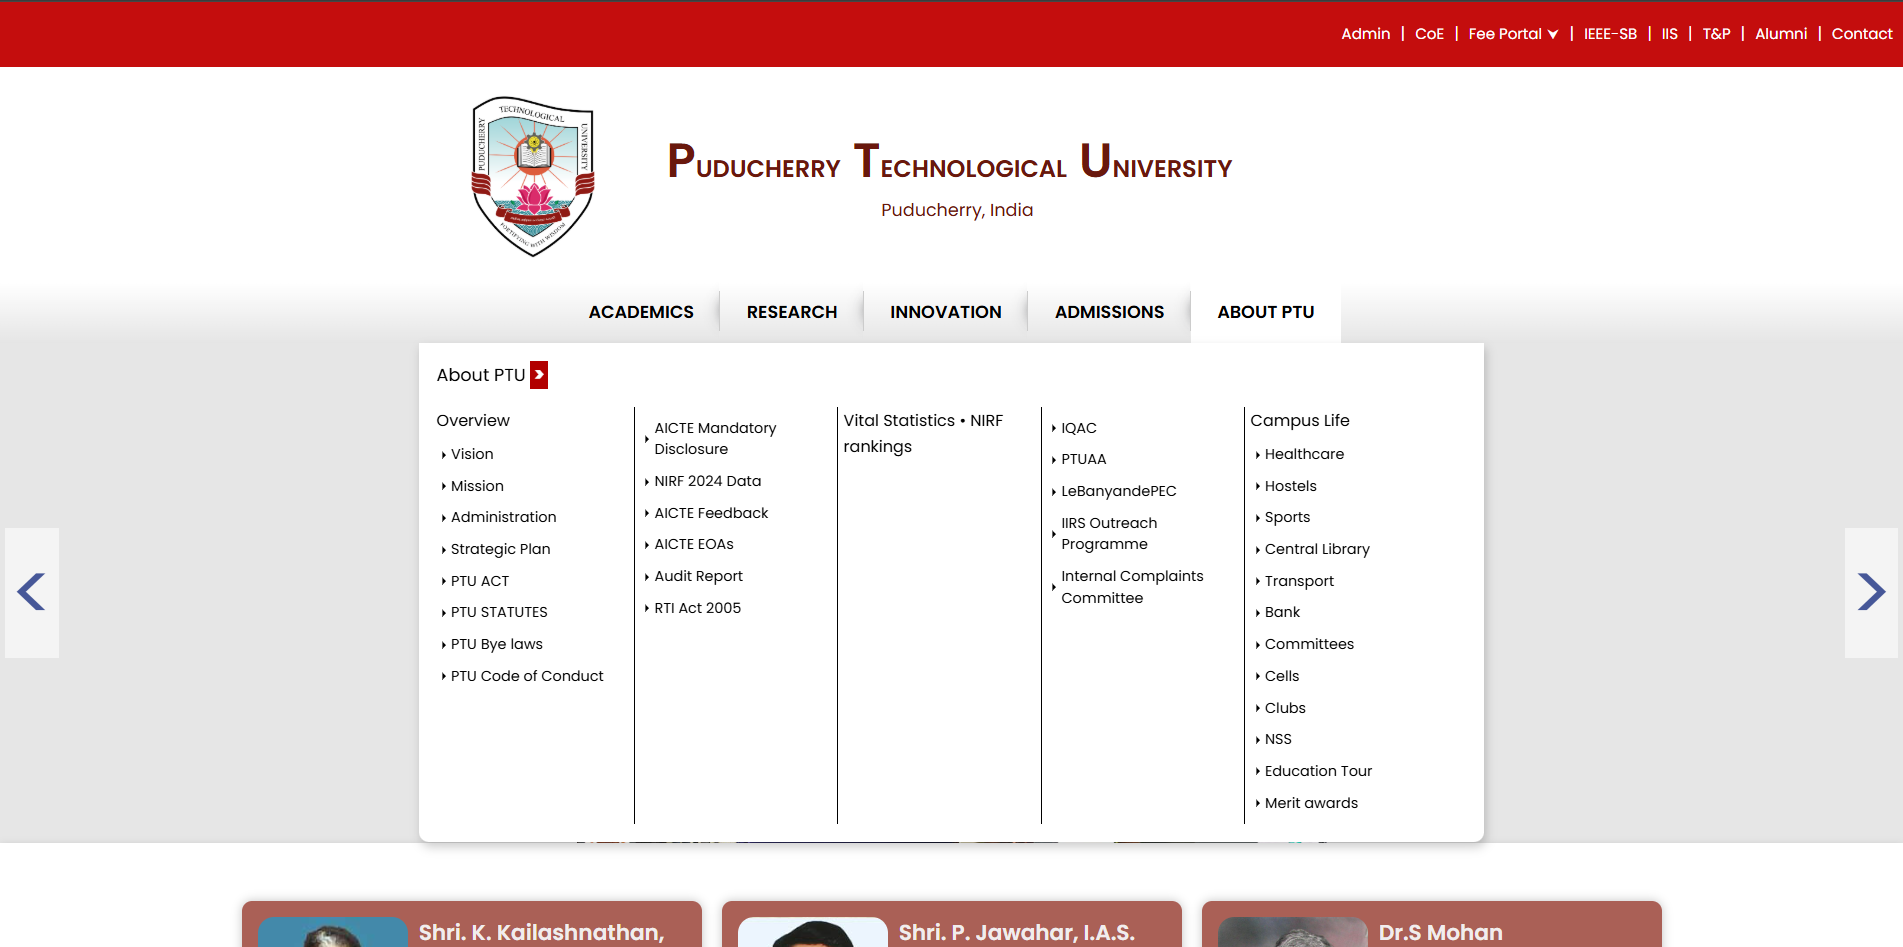 Admin | CoE | Fee Portal | IEEE-SB | IIS | T&P | Alumni | Contact
TECHNOLOGICAL
PUDUCHERRY
UNIVERSITY
FORTIFYING WITH WISDOM
PUDUCHERRY TECHNOLOGICAL UNIVERSITY
Puducherry, India
ACADEMICS
RESEARCH
INNOVATION
ADMISSIONS
ABOUT PTU
About PTU
Overview
Vision
Mission
Administration
Strategic Plan
PTU ACT
PTU STATUTES
PTU Bye laws
PTU Code of Conduct
AICTE Mandatory
Disclosure
NIRF 2024 Data
AICTE Feedback
AICTE EOAs
Audit Report
RTI Act 2005
Vital Statistics • NIRF
rankings
IQAC
PTUAA
LeBanyandePEC
IIRS Outreach
Programme
Internal Complaints
Committee
Campus Life
Healthcare
Hostels
Sports
Central Library
Transport
Bank
Committees
Cells
Clubs
NSS
Education Tour
Merit awards
Shri. K. Kailashnathan,
Shri. P. Jawahar, I.A.S.
Dr.S Mohan